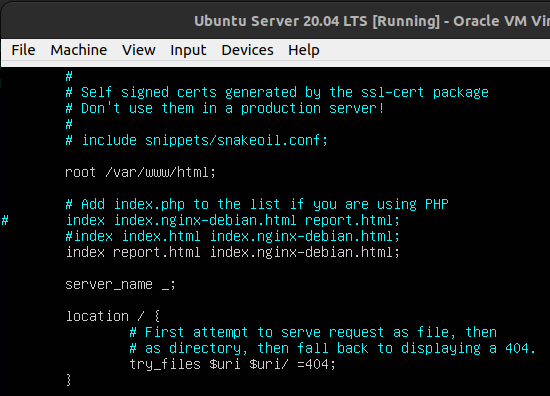 Ubuntu Server 20.04 LTS [Running] - Oracle VM
File Machine View Input Devices Help
#
# Self signed certs generated by the ssl-cert package
# Don't use them in a production server!
#
# include snippets/snakeoil.conf;
root /var/www/html;
# Add index.php to the list if you are using PHP
# index index.nginx-debian.html report.html;
#index index.html index.nginx-debian.html;
index report.html index.nginx-debian.html;
server_name _;
location / {
# First attempt to serve request as file, then
# as directory, then fall back to displaying a 404.
try_files $uri $uri/ =404;
}